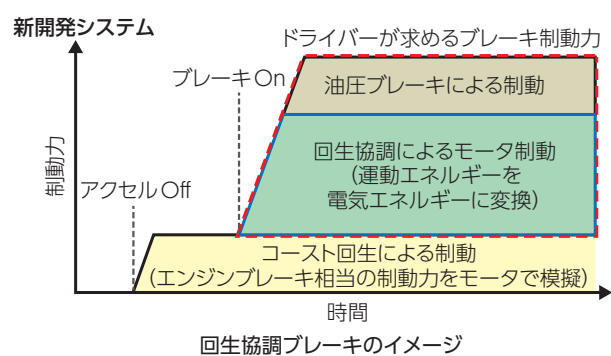 新開発システム
ドライバーが求めるブレーキ制動力
ブレーキOn
油圧ブレーキによる制動
回生協調によるモータ制動
(運動エネルギーを
電気エネルギーに変換)
制動力
アクセルOff
コースト回生による制動
(エンジンブレーキ相当の制動力をモータで模擬)
時間
回生協調ブレーキのイメージ